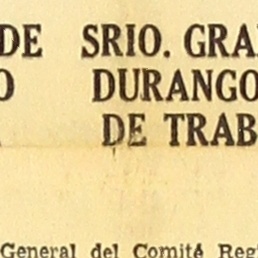 DE SRIO. GRA
O DURANGO
DE TRAB
General del Comité Reg